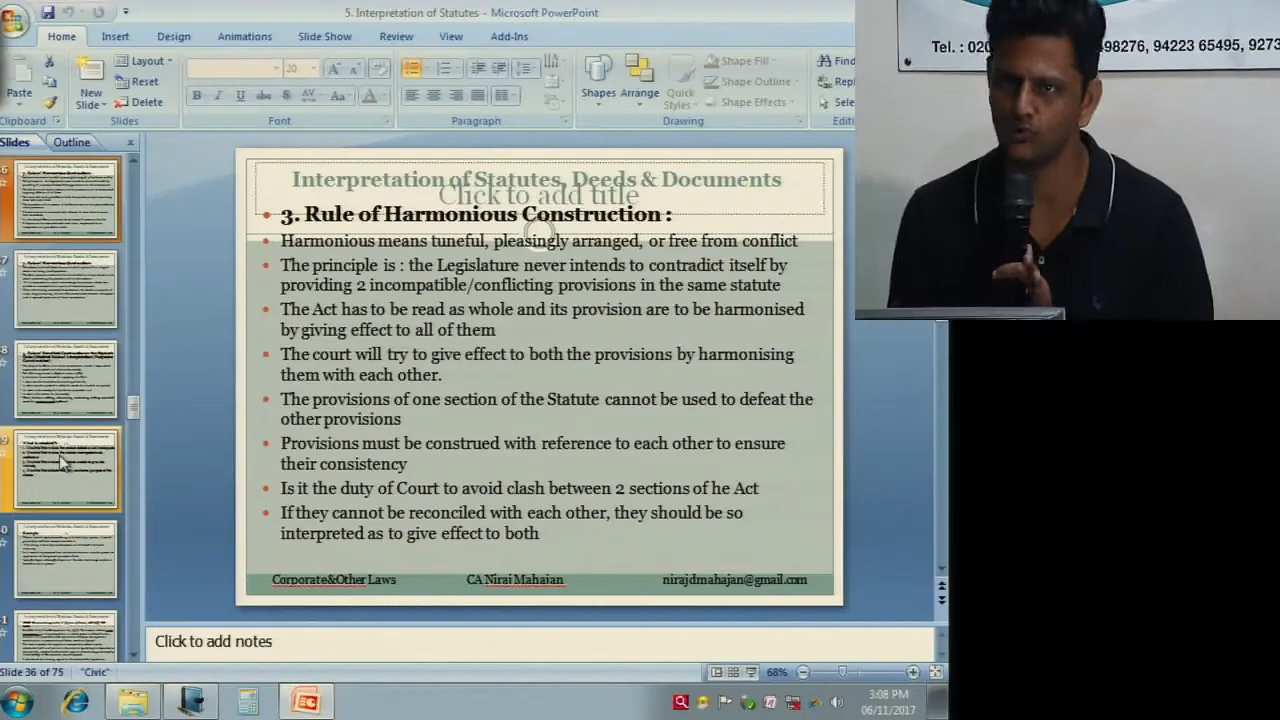 5. Interpretation of Statutes - Microsoft PowerPoint
Home Insert Design Animations Slide Show Review View Add-Ins
Paste
Clipboard
New
Slide
Layout
Reset
Delete
Slides
20
Font
Paragraph
Shapes
Arrange
Quick
Styles
Shape Fill
Shape Outline
Shape Effects
Drawing
Find
Repl
Sele
Editi
Tel. : 020 98276, 94223 65495, 9273
Slides Outline
Interpretation of Statutes, Deeds & Documents
Click to add title
• 3. Rule of Harmonious Construction :
• Harmonious means tuneful, pleasingly arranged, or free from conflict
• The principle is : the Legislature never intends to contradict itself by
providing 2 incompatible/conflicting provisions in the same statute
• The Act has to be read as whole and its provision are to be harmonised
by giving effect to all of them
• The court will try to give effect to both the provisions by harmonising
them with each other.
• The provisions of one section of the Statute cannot be used to defeat the
other provisions
• Provisions must be construed with reference to each other to ensure
their consistency
• Is it the duty of Court to avoid clash between 2 sections of he Act
• If they cannot be reconciled with each other, they should be so
interpreted as to give effect to both
Corporate&Other Laws CA Niraj Mahajan nirajdmahajan@gmail.com
Click to add notes
Slide 36 of 75 "Civic" 68%
3:08 PM
06/11/2017